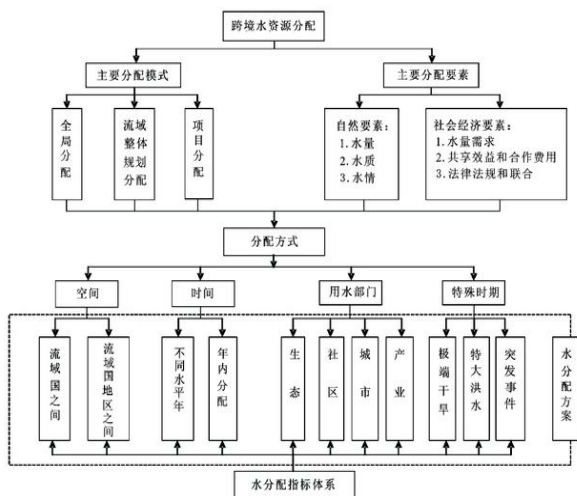 跨境水资源分配
主要分配模式
主要分配要素
全局分配
流域
整体
规划
分配
项目分配
自然要素：
1.水量
2.水质
3.水情
社会经济要素：
1.水量需求
2.共享效益和合作费用
3.法律法规和联合
分配方式
空间
时间
用水部门
特殊时期
流域国之间
流域国地区之间
不同水平年
年内分配
生态
社区
城市
产业
极端干旱
特大洪水
突发事件
水分配方案
水分配指标体系